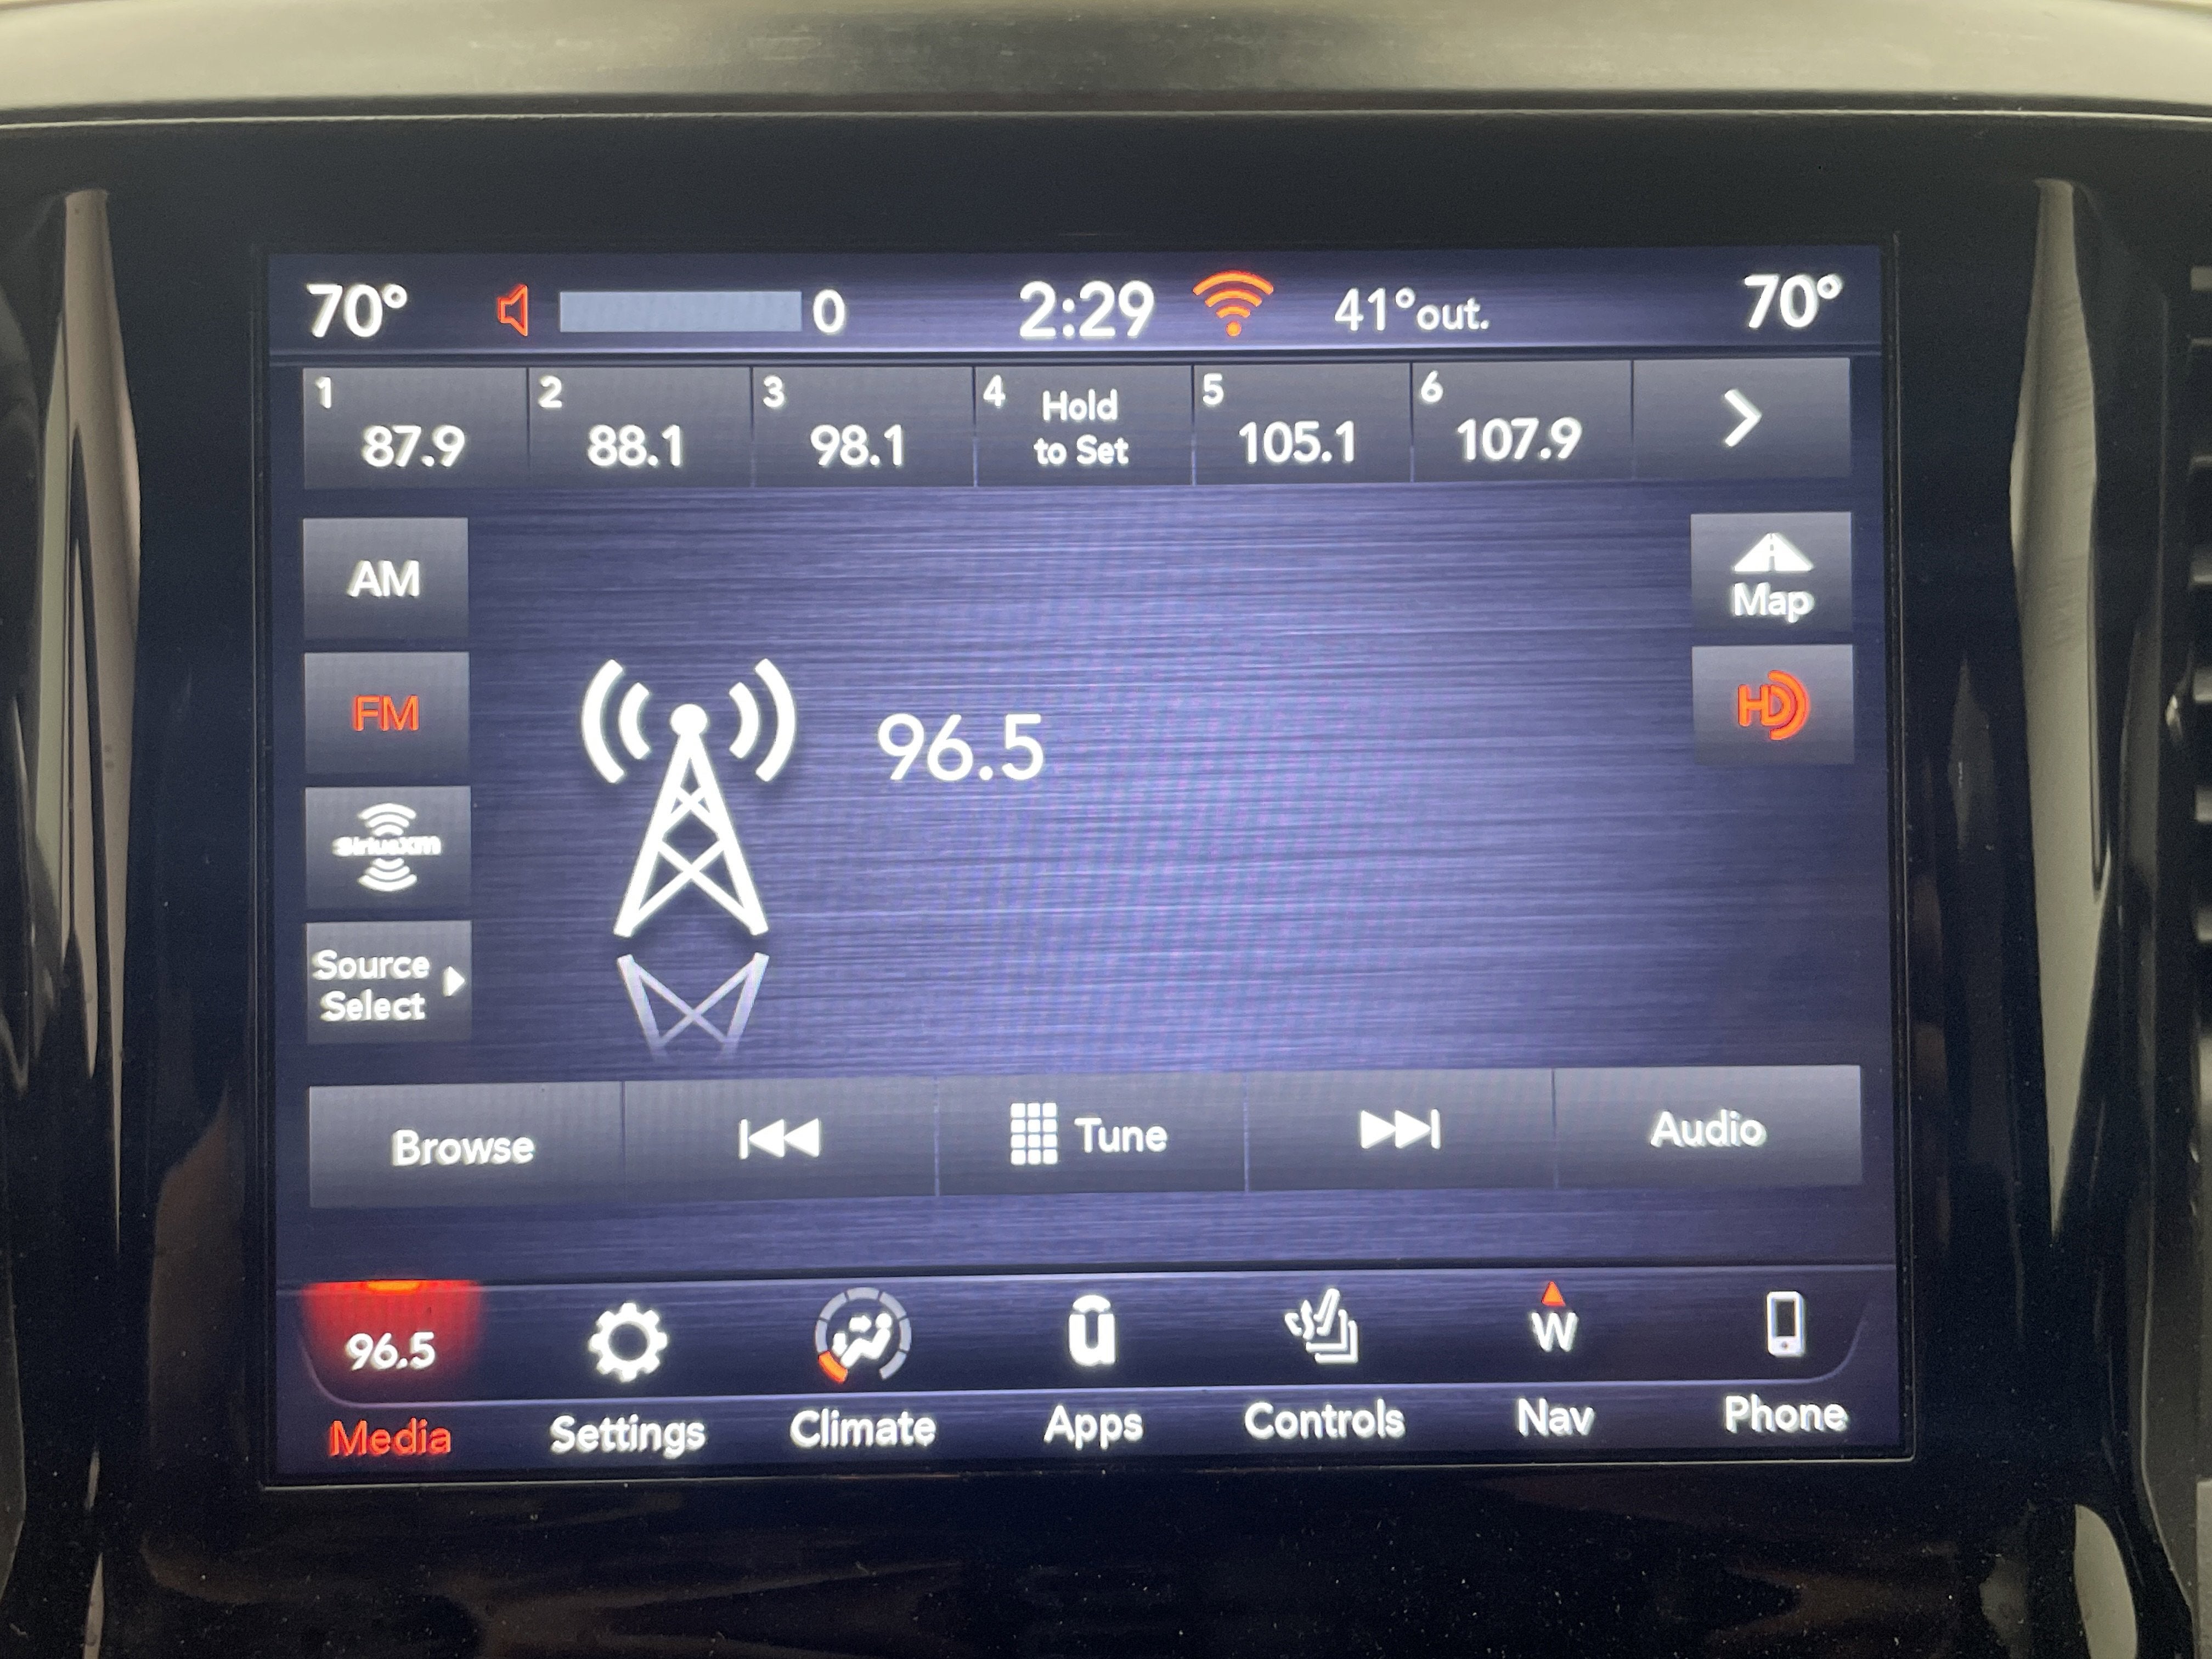 70° 0 2:29 41°out. 70°
1 2 3 4 5 6
87.9 88.1 98.1 Hold to Set 105.1 107.9
AM
Map
FM
HD
96.5
SiriusXM
Source
Select
Browse Tune Audio
96.5 u W
Media Settings Climate Apps Controls Nav Phone